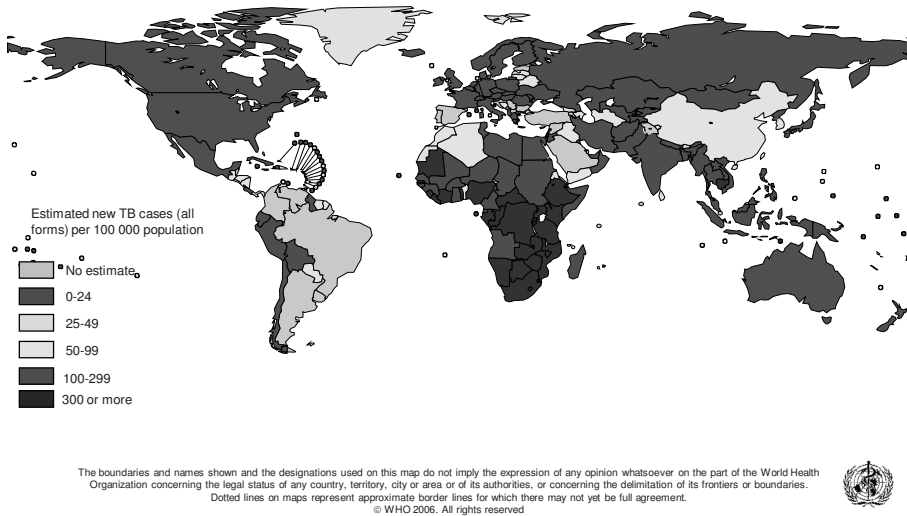 Estimated new TB cases (all
forms) per 100 000 population
No estimate
0-24
25-49
50-99
100-299
300 or more
The boundaries and names shown and the designations used on this map do not imply the expression of any opinion whatsoever on the part of the World Health
Organization concerning the legal status of any country, territory, city or area or of its authorities, or concerning the delimitation of its frontiers or boundaries.
Dotted lines on maps represent approximate border lines for which there may not yet be full agreement.
© WHO 2006. All rights reserved